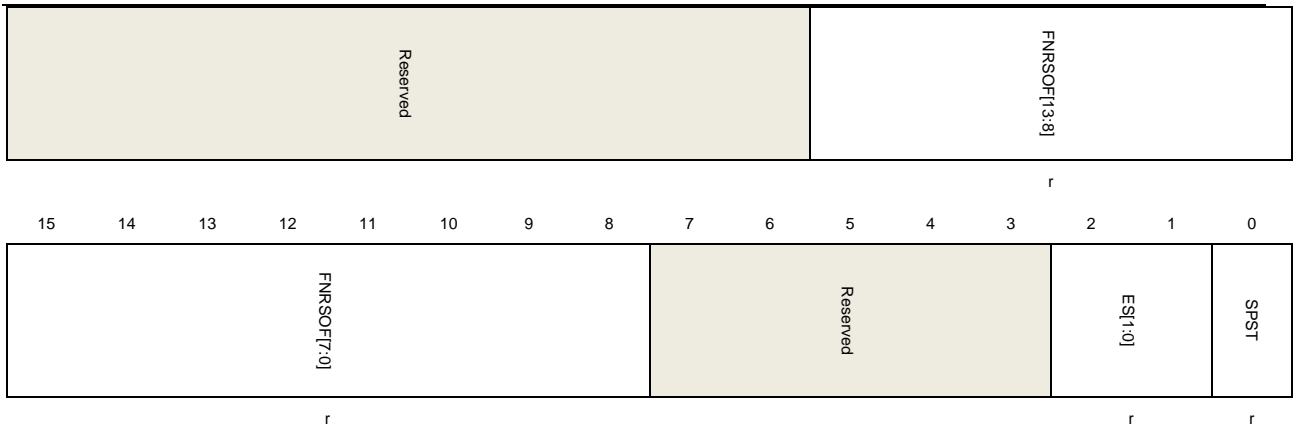 Reserved FNRSOF[13:8]
r
15 14 13 12 11 10 9 8 7 6 5 4 3 2 1 0
FNRSOF[7:0] Reserved ES[1:0] SPST
r r r